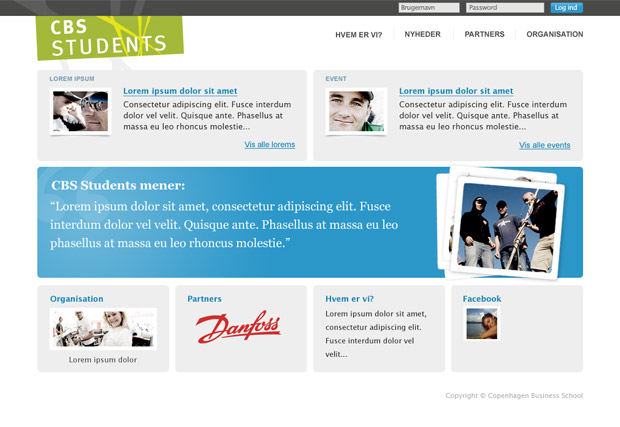 Brugernavn Password Log ind
CBS
STUDENTS
HVEM ER VI? NYHEDER PARTNERS ORGANISATION
LOREM IPSUM
Lorem ipsum dolor sit amet
Consectetur adipiscing elit. Fusce interdum
dolor vel velit. Quisque ante. Phasellus at
massa eu leo rhoncus molestie...
Vis alle lorems
EVENT
Lorem ipsum dolor sit amet
Consectetur adipiscing elit. Fusce interdum
dolor vel velit. Quisque ante. Phasellus at
massa eu leo rhoncus molestie...
Vis alle events
CBS Students mener:
“Lorem ipsum dolor sit amet, consectetur adipiscing elit. Fusce
interdum dolor vel velit. Quisque ante. Phasellus at massa eu leo
phasellus at massa eu leo rhoncus molestie.”
Organisation
Lorem ipsum dolor
Partners
Danfoss
Hvem er vi?
Lorem ipsum dolor sit amet,
consectetur adipiscing elit.
Fusce interdum dolor vel
velit...
Facebook
Copyright © Copenhagen Business School